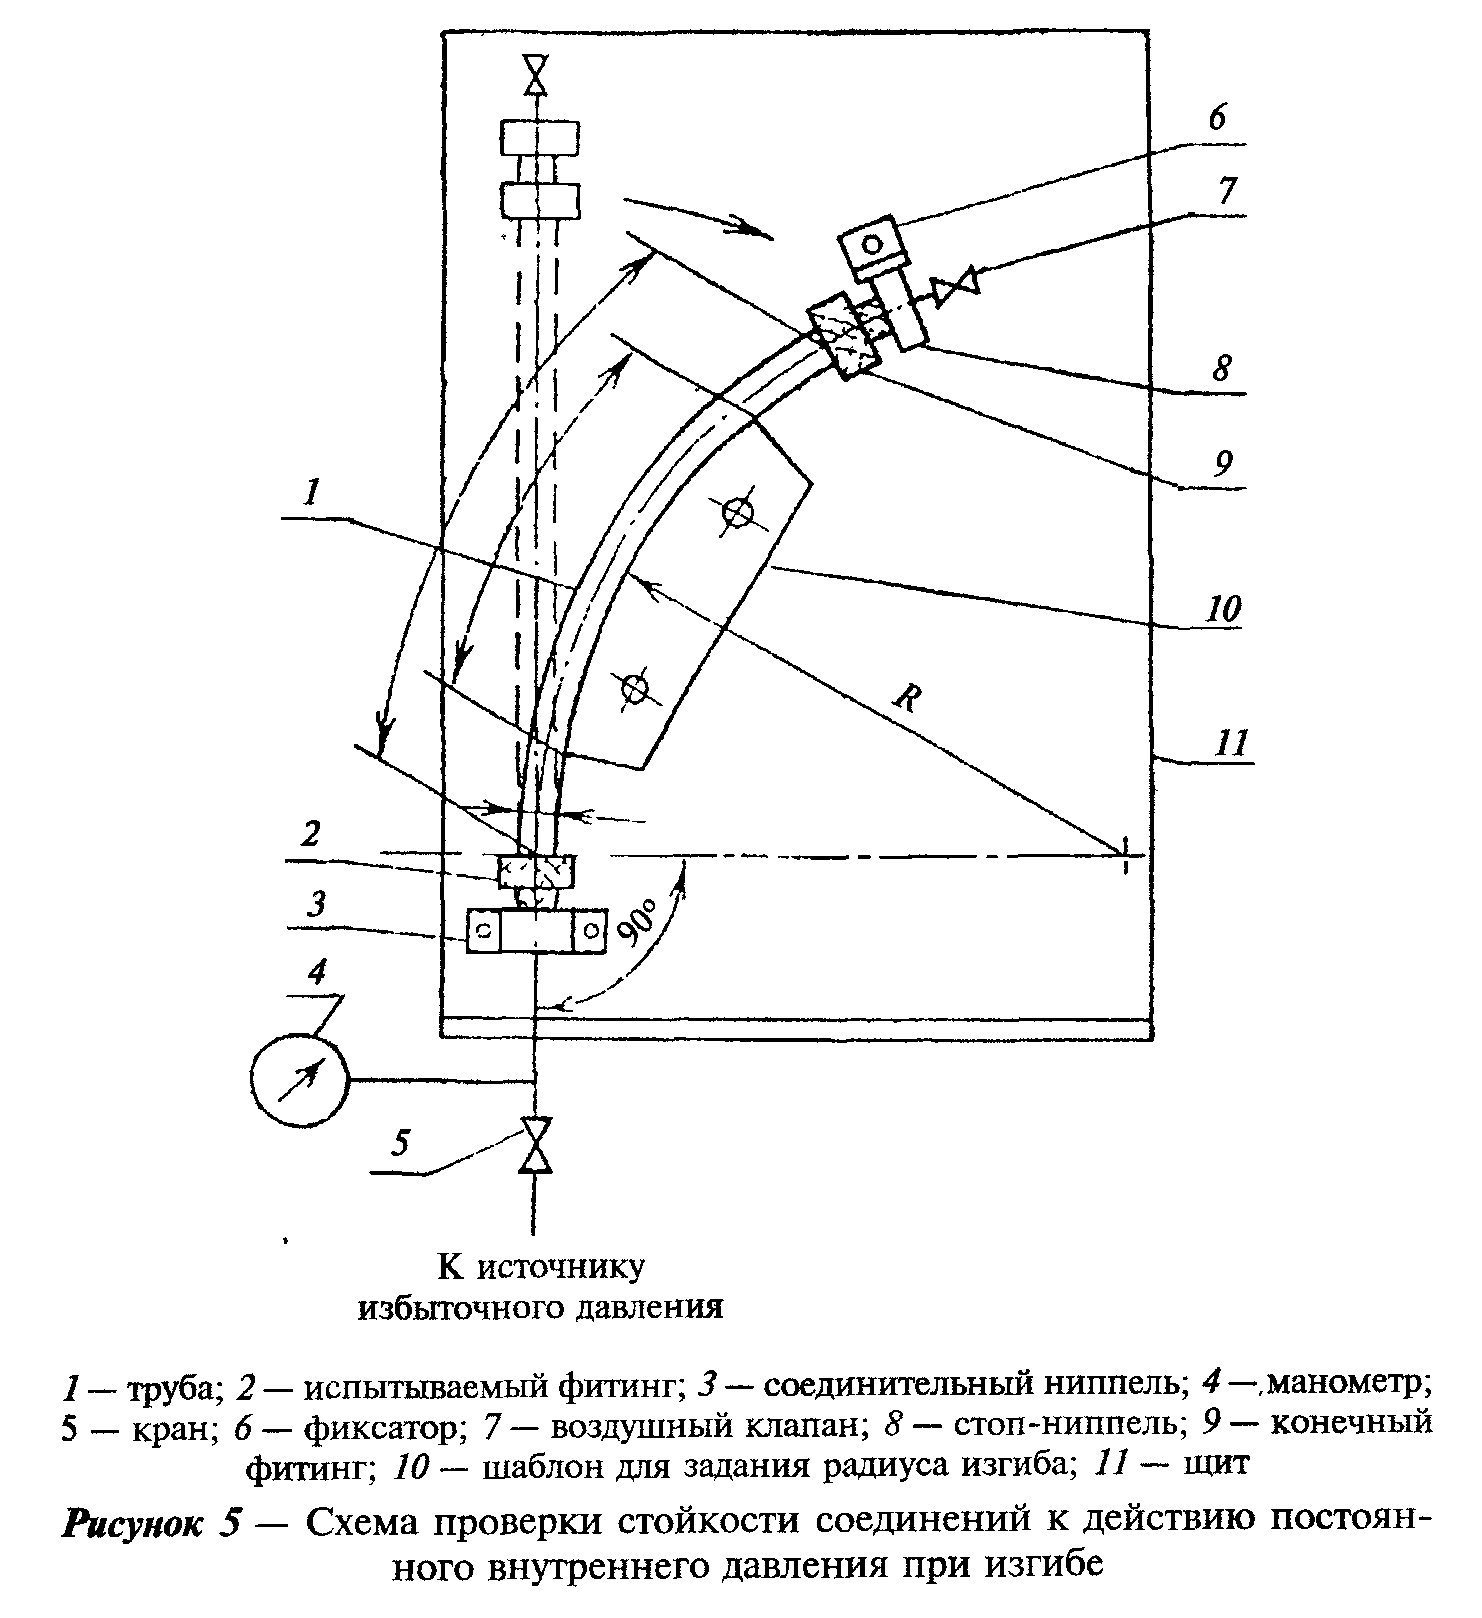 6
7
8
1
9
10
R
11
2
3
90°
4
5
К источнику
избыточного давления
1 — труба; 2 — испытываемый фитинг; 3 — соединительный ниппель; 4 — манометр;
5 — кран; 6 — фиксатор; 7 — воздушный клапан; 8 — стоп-ниппель; 9 — конечный
фитинг; 10 — шаблон для задания радиуса изгиба; 11 — щит
Рисунок 5 — Схема проверки стойкости соединений к действию постоян-
ного внутреннего давления при изгибе